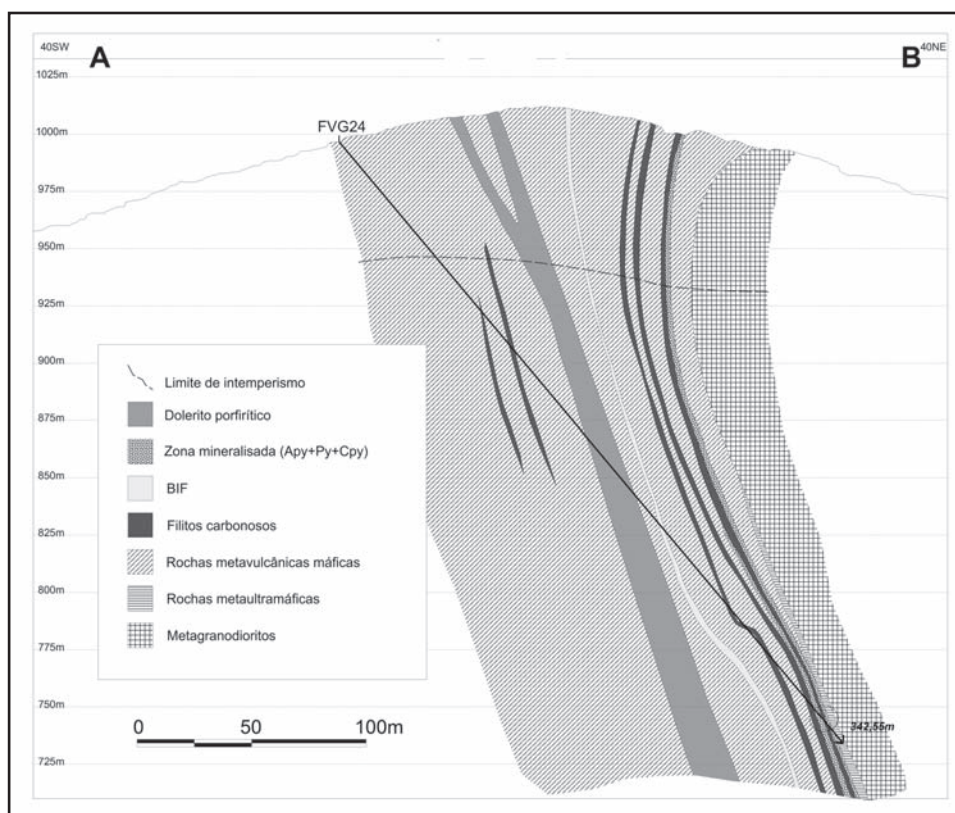 40SW
A
B
40NE
1025m
1000m
975m
950m
925m
900m
875m
850m
825m
800m
775m
750m
725m
FVG24
Limite de intemperismo
Dolerito porfirítico
Zona mineralisada (Apy+Py+Cpy)
BIF
Filitos carbonosos
Rochas metavulcânicas máficas
Rochas metaultramáficas
Metagranodioritos
0 50 100m
342,55m